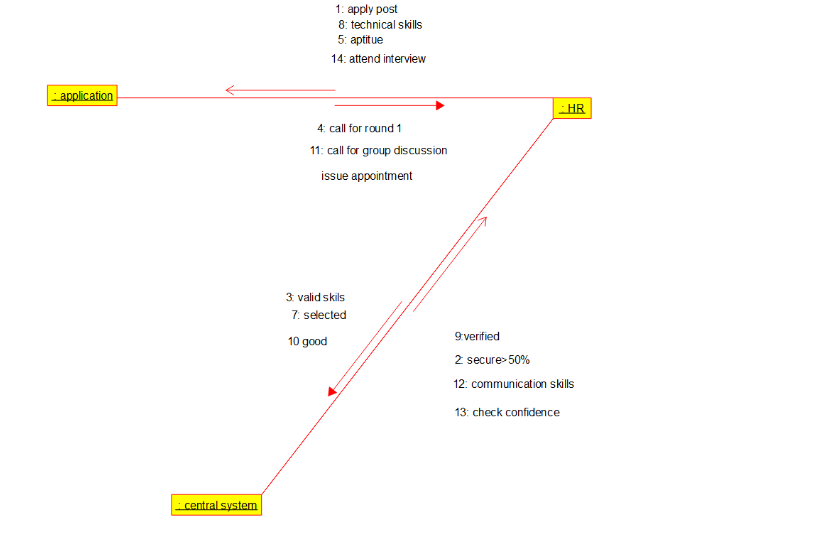 1: apply post
8: technical skills
5: aptitue
14: attend interview
: application
: HR
4: call for round 1
11: call for group discussion
issue appointment
3: valid skils
7: selected
10 good
9:verified
2: secure>50%
12: communication skills
13: check confidence
: central system